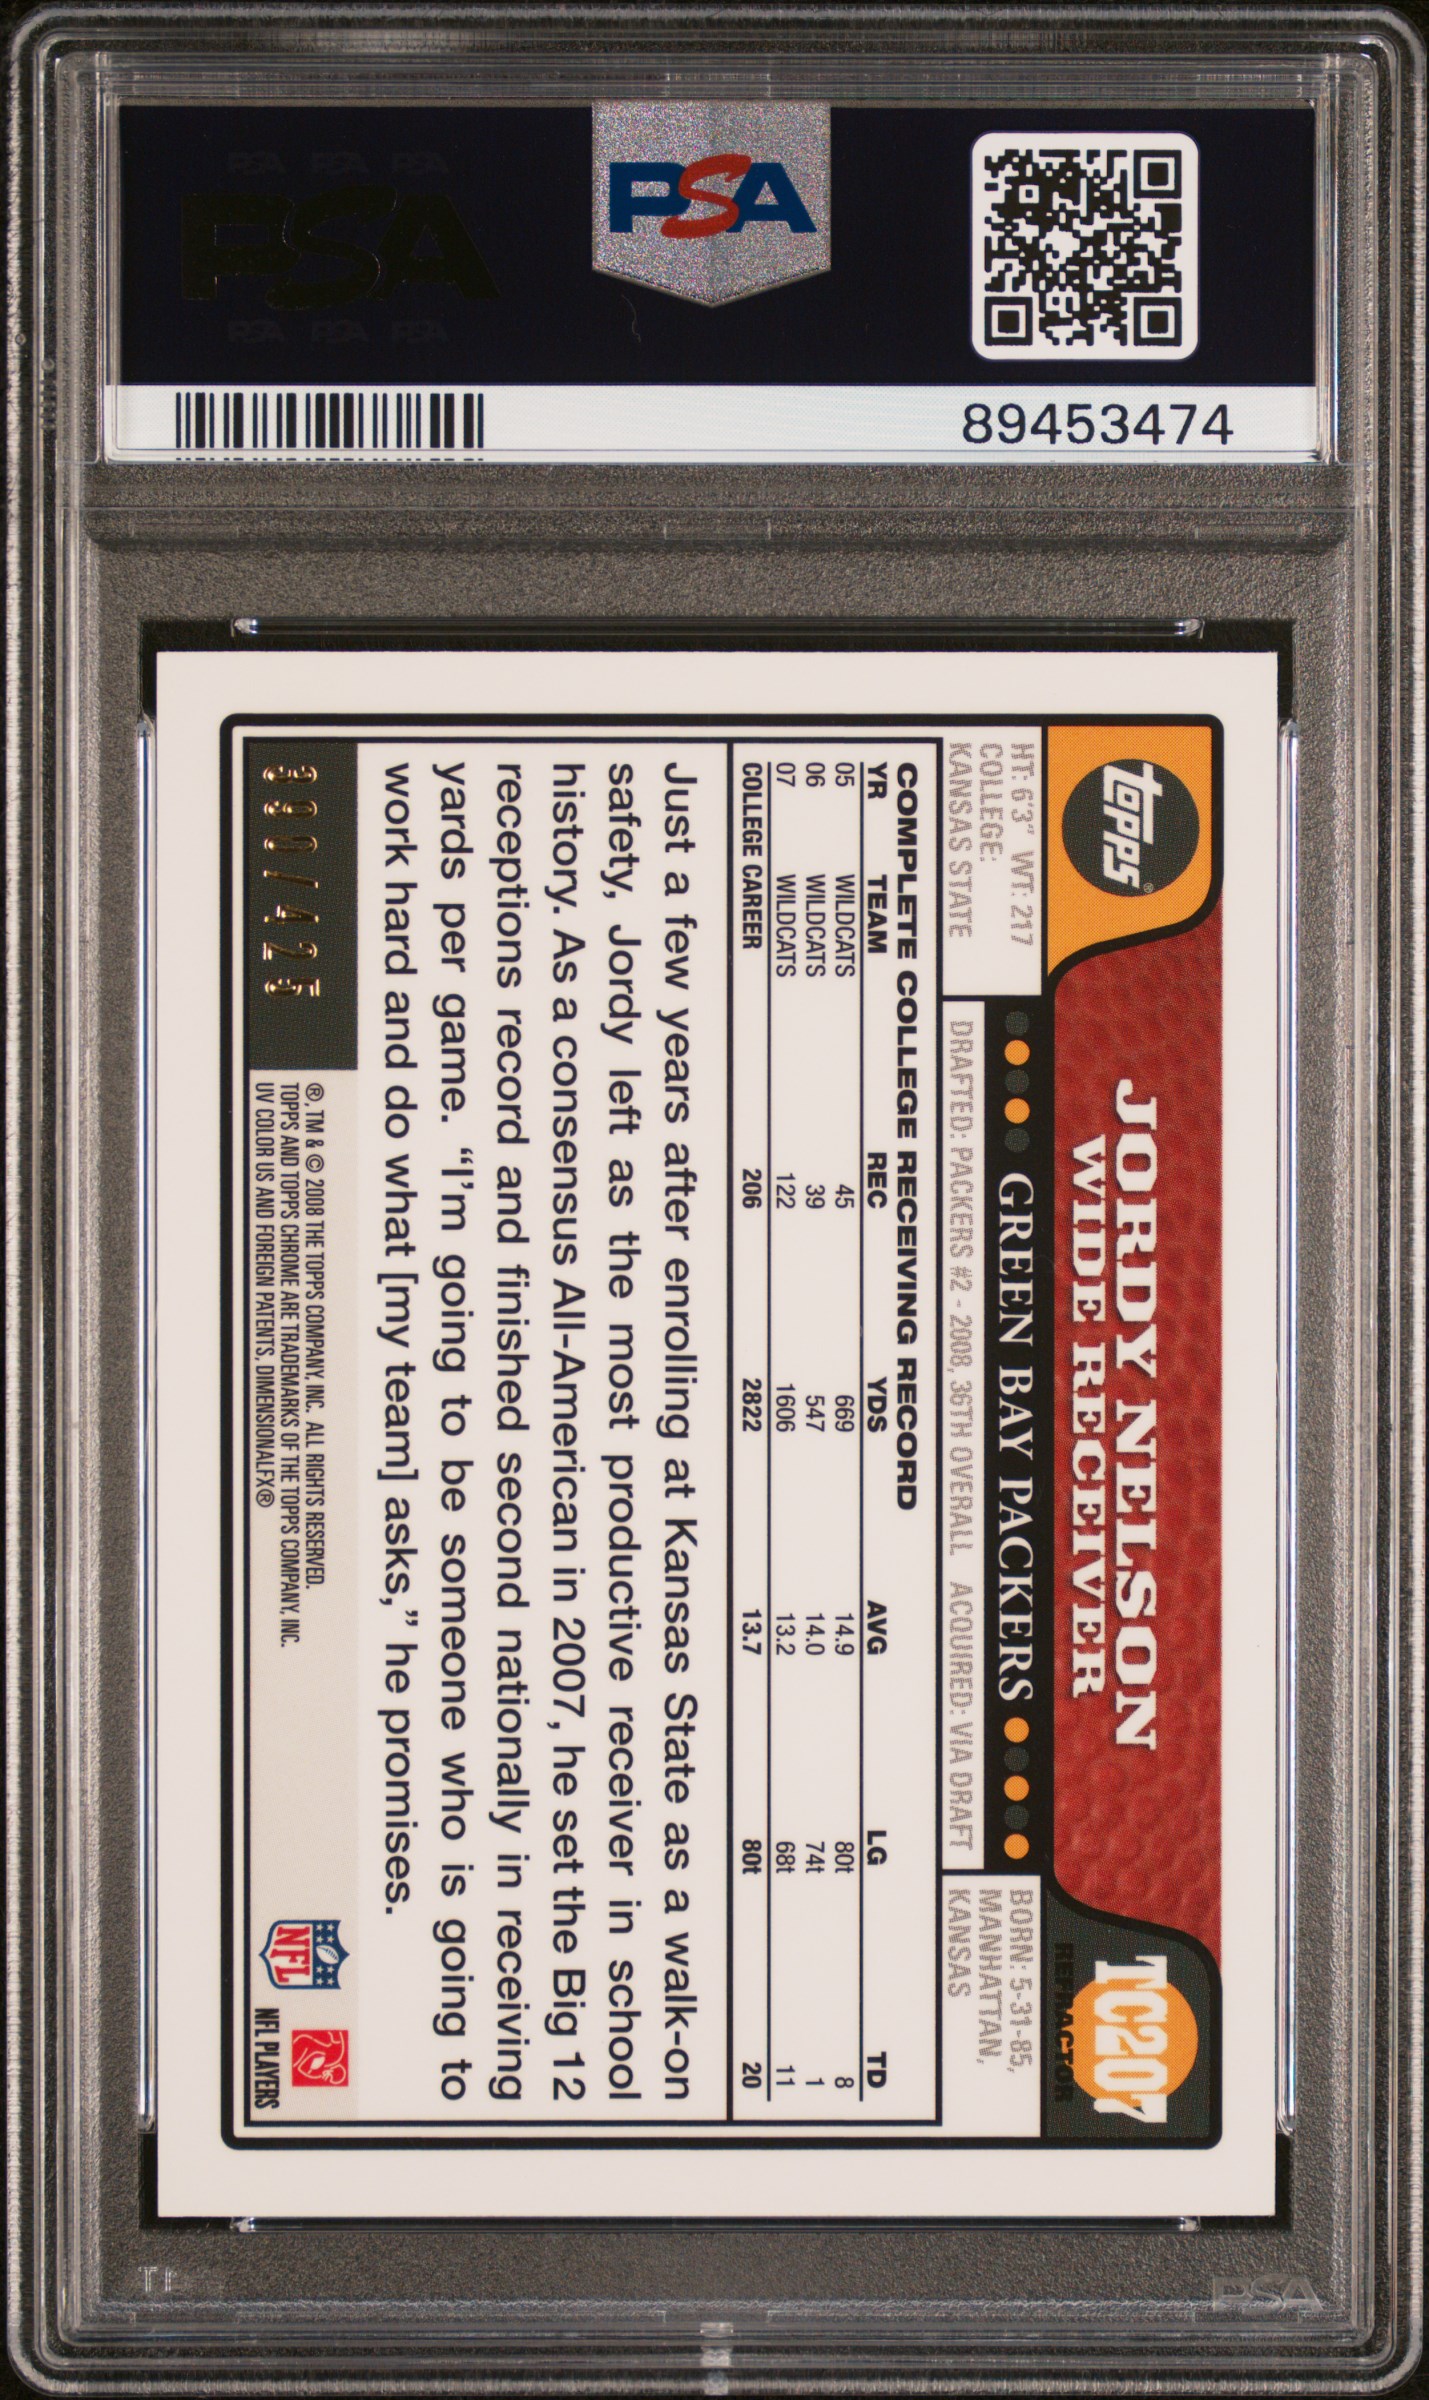 PSA
89453474
topps®
JORDY NELSON
WIDE RECEIVER
TC207
REFRACTOR
HT: 6'3" WT: 217
COLLEGE:
KANSAS STATE
GREEN BAY PACKERS
DRAFTED: PACKERS #2 - 2008, 36TH OVERALL ACQUIRED: VIA DRAFT
BORN: 5-31-85,
MANHATTAN,
KANSAS
COMPLETE COLLEGE RECEIVING RECORD
YR TEAM REC YDS AVG LG TD
05 WILDCATS 45 669 14.9 80t 8
06 WILDCATS 39 547 14.0 74t 1
07 WILDCATS 122 1606 13.2 68t 11
COLLEGE CAREER 206 2822 13.7 80t 20
Just a few years after enrolling at Kansas State as a walk-on
safety, Jordy left as the most productive receiver in school
history. As a consensus All-American in 2007, he set the Big 12
receptions record and finished second nationally in receiving
yards per game. “I’m going to be someone who is going to
work hard and do what [my team] asks,” he promises.
390/425
®, TM & © 2008 THE TOPPS COMPANY, INC. ALL RIGHTS RESERVED.
TOPPS AND TOPPS CHROME ARE TRADEMARKS OF THE TOPPS COMPANY, INC.
UV COLOR US AND FOREIGN PATENTS, DIMENSIONALFX®
NFL
NFL PLAYERS
PSA